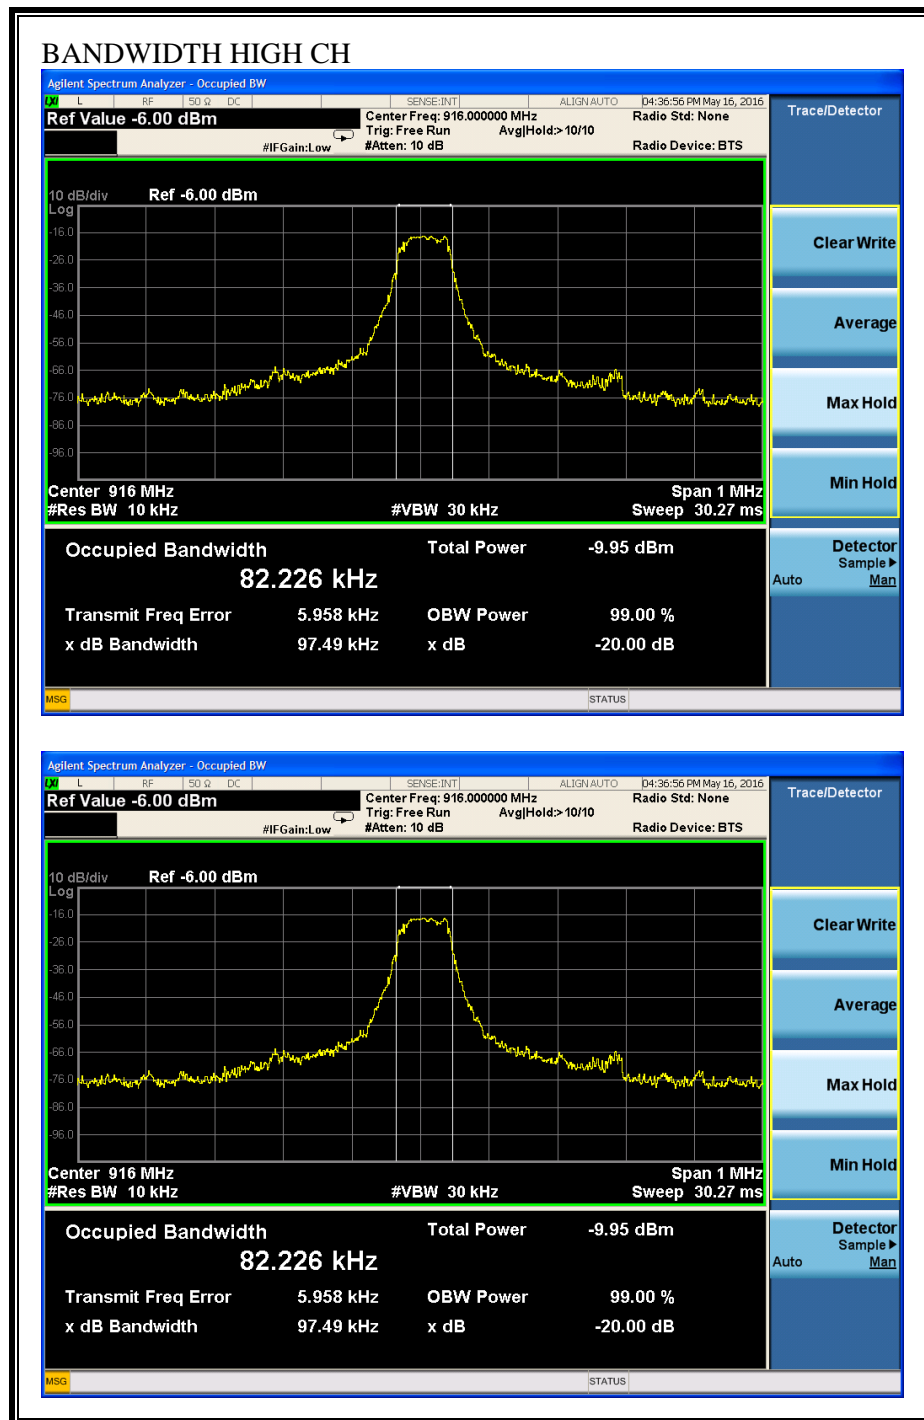 BANDWIDTH HIGH CH
Agilent Spectrum Analyzer - Occupied BW
LXI L RF 50 Ω DC SENSE:INT ALIGN AUTO 04:36:56 PM May 16, 2016
Ref Value -6.00 dBm
Center Freq: 916.000000 MHz Radio Std: None
Trig: Free Run Avg|Hold:>10/10
#IFGain:Low #Atten: 10 dB Radio Device: BTS
10 dB/div Ref -6.00 dBm
Log
-16.0
-26.0
-36.0
-46.0
-56.0
-66.0
-76.0
-86.0
-96.0
Center 916 MHz Span 1 MHz
#Res BW 10 kHz #VBW 30 kHz Sweep 30.27 ms
Occupied Bandwidth Total Power -9.95 dBm
82.226 kHz
Transmit Freq Error 5.958 kHz OBW Power 99.00 %
x dB Bandwidth 97.49 kHz x dB -20.00 dB
MSG STATUS
Trace/Detector
Clear Write
Average
Max Hold
Min Hold
Detector
Sample
Auto Man
Agilent Spectrum Analyzer - Occupied BW
LXI L RF 50 Ω DC SENSE:INT ALIGN AUTO 04:36:56 PM May 16, 2016
Ref Value -6.00 dBm
Center Freq: 916.000000 MHz Radio Std: None
Trig: Free Run Avg|Hold:>10/10
#IFGain:Low #Atten: 10 dB Radio Device: BTS
10 dB/div Ref -6.00 dBm
Log
-16.0
-26.0
-36.0
-46.0
-56.0
-66.0
-76.0
-86.0
-96.0
Center 916 MHz Span 1 MHz
#Res BW 10 kHz #VBW 30 kHz Sweep 30.27 ms
Occupied Bandwidth Total Power -9.95 dBm
82.226 kHz
Transmit Freq Error 5.958 kHz OBW Power 99.00 %
x dB Bandwidth 97.49 kHz x dB -20.00 dB
MSG STATUS
Trace/Detector
Clear Write
Average
Max Hold
Min Hold
Detector
Sample
Auto Man